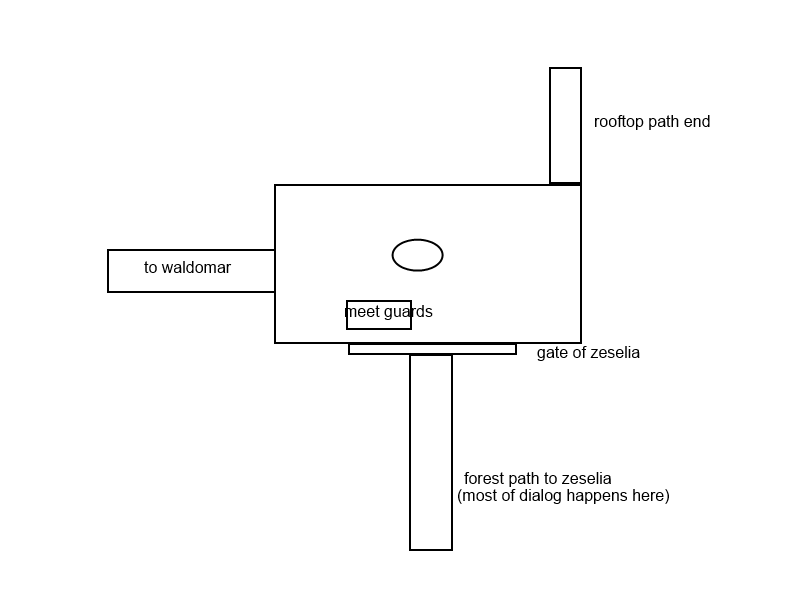 rooftop path end
to waldomar
meet guards
gate of zeselia
forest path to zeselia
(most of dialog happens here)